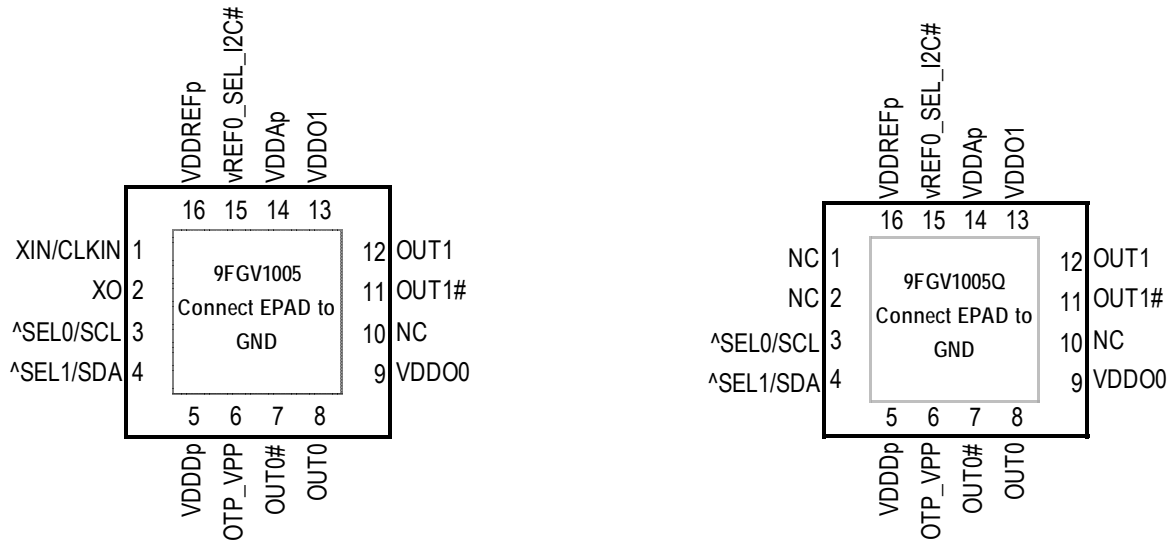 VDDREFp
vREF0_SEL_I2C#
VDDAp
VDDO1
16 15 14 13
XIN/CLKIN 1
XO 2
^SEL0/SCL 3
^SEL1/SDA 4
9FGV1005
Connect EPAD to
GND
12 OUT1
11 OUT1#
10 NC
9 VDDO0
5 6 7 8
VDDDp
OTP_VPP
OUT0#
OUT0
VDDREFp
vREF0_SEL_I2C#
VDDAp
VDDO1
16 15 14 13
NC 1
NC 2
^SEL0/SCL 3
^SEL1/SDA 4
9FGV1005Q
Connect EPAD to
GND
12 OUT1
11 OUT1#
10 NC
9 VDDO0
5 6 7 8
VDDDp
OTP_VPP
OUT0#
OUT0